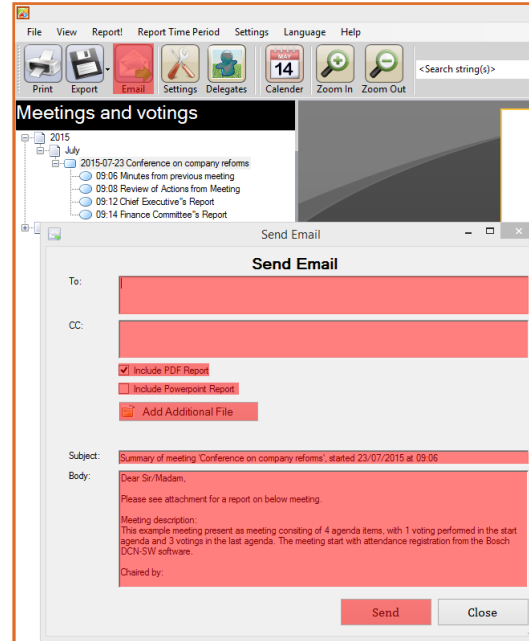 File View Report! Report Time Period Settings Language Help
Print Export Email Settings Delegates Calender Zoom In Zoom Out <Search string(s)>
MAY
14
Meetings and votings
2015
July
2015-07-23 Conference on company reforms
09:06 Minutes from previous meeting
09:08 Review of Actions from Meeting
09:12 Chief Executive"s Report
09:14 Finance Committee"s Report
Send Email
Send Email
To:
CC:
Include PDF Report
Include Powerpoint Report
Add Additional File
Subject: Summary of meeting 'Conference on company reforms', started 23/07/2015 at 09:06
Body: Dear Sir/Madam,
Please see attachment for a report on below meeting.
Meeting description:
This example meeting present as meeting consiting of 4 agenda items, with 1 voting performed in the start
agenda and 3 votings in the last agenda. The meeting start with attendance registration from the Bosch
DCN-SW software.
Chaired by:
Send Close